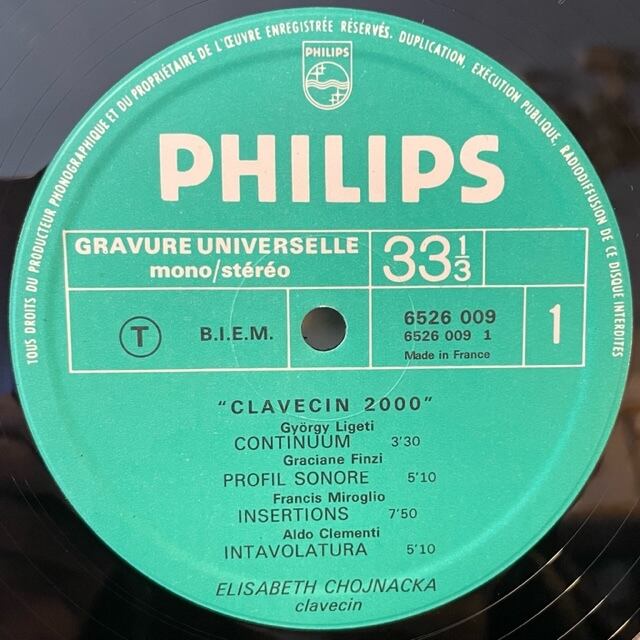 TOUS DROITS DU PRODUCTEUR PHONOGRAPHIQUE ET DU PROPRIÉTAIRE DE L'ŒUVRE ENREGISTRÉE RÉSERVÉS. DUPLICATION, EXÉCUTION PUBLIQUE, RADIODIFFUSION DE CE DISQUE INTERDITES
PHILIPS
PHILIPS
GRAVURE UNIVERSELLE
mono/stéréo
33⅓
T
B.I.E.M.
6526 009
6526 009 1
Made in France
1
"CLAVECIN 2000"
György Ligeti
CONTINUUM 3'30
Graciane Finzi
PROFIL SONORE 5'10
Francis Miroglio
INSERTIONS 7'50
Aldo Clementi
INTAVOLATURA 5'10
ELISABETH CHOJNACKA
clavecin